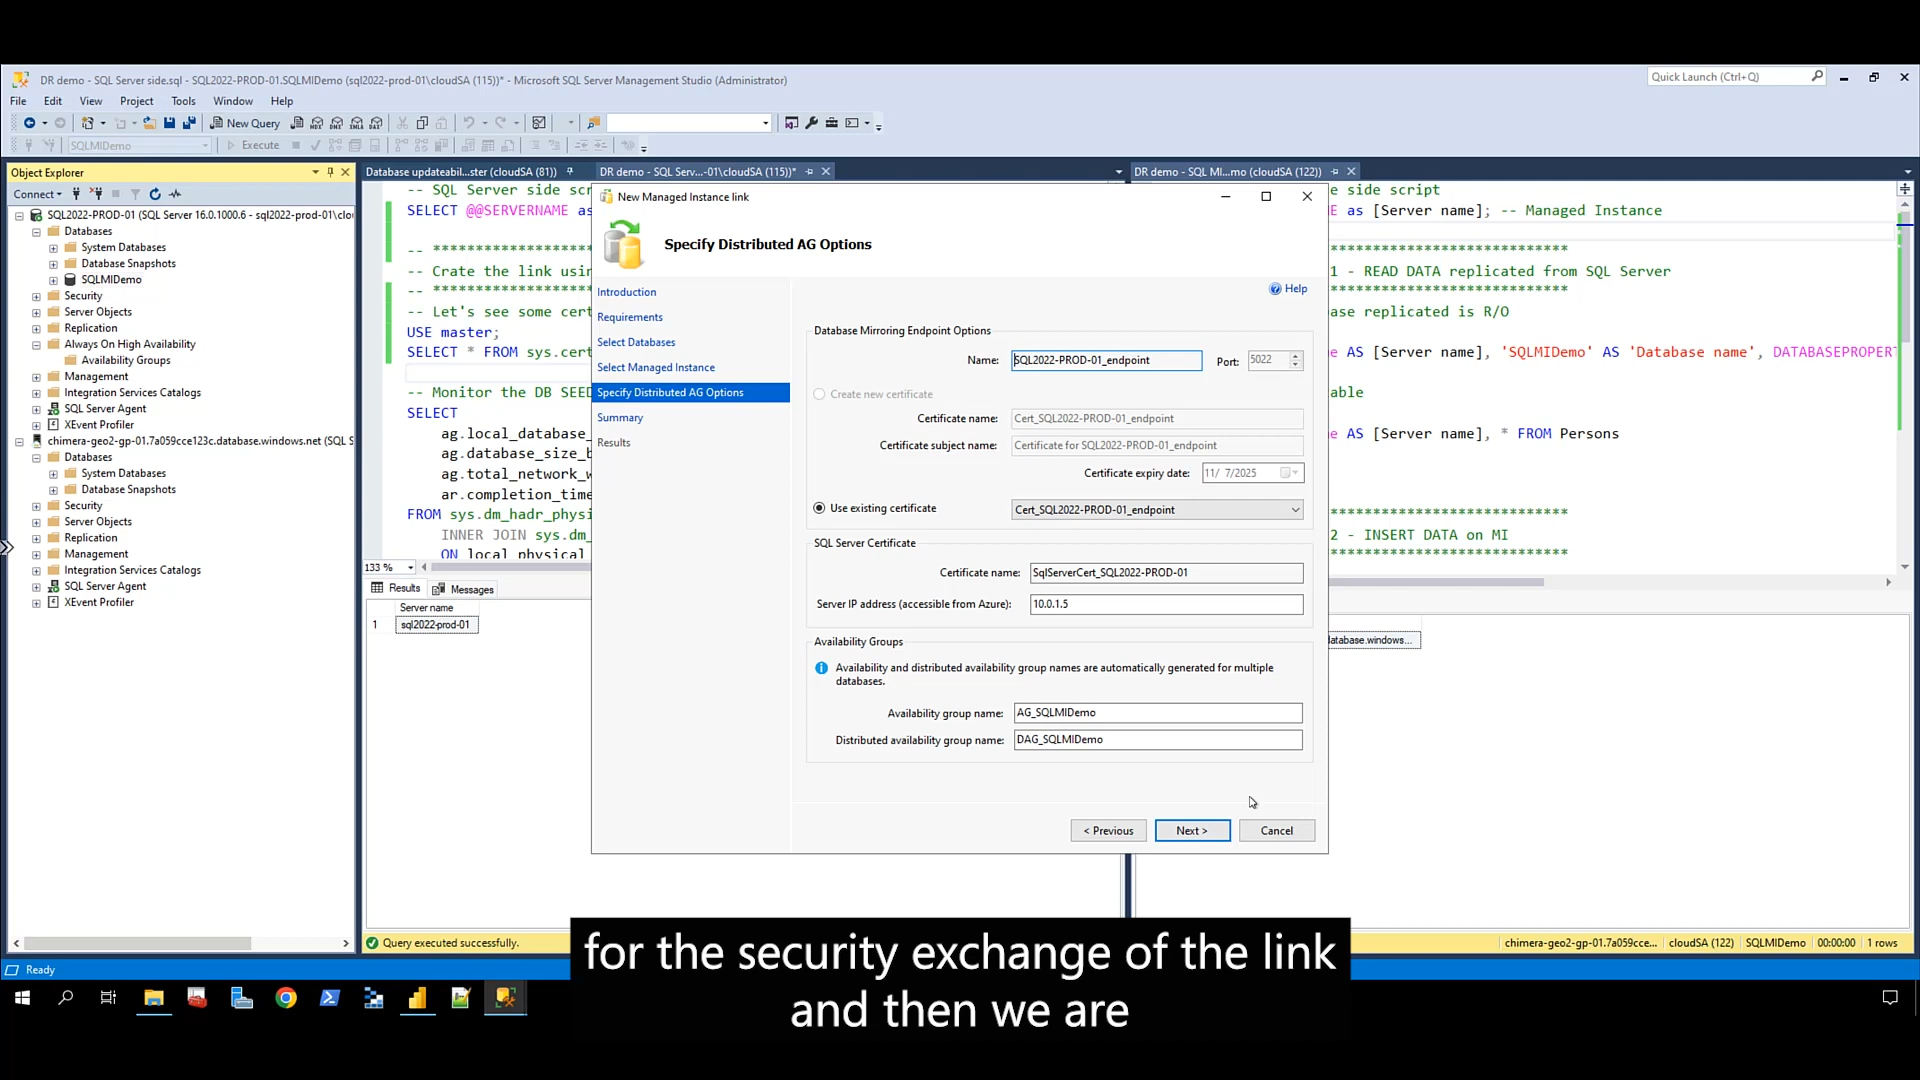 DR demo - SQL Server side.sql - SQL2022-PROD-01.SQLMIDemo (sql2022-prod-01\cloudSA (115))* - Microsoft SQL Server Management Studio (Administrator)
Quick Launch (Ctrl+Q)
File Edit View Project Tools Window Help
New Query
SQLMIDemo
Execute
Object Explorer
Connect
SQL2022-PROD-01 (SQL Server 16.0.1000.6 - sql2022-prod-01\clou
Databases
System Databases
Database Snapshots
SQLMIDemo
Security
Server Objects
Replication
Always On High Availability
Availability Groups
Management
Integration Services Catalogs
SQL Server Agent
XEvent Profiler
chimera-geo2-gp-01.7a059cce123c.database.windows.net (SQL S
Databases
System Databases
Database Snapshots
Security
Server Objects
Replication
Management
Integration Services Catalogs
SQL Server Agent
XEvent Profiler
Database updateabil...ster (cloudSA (81))
DR demo - SQL Serv...-01\cloudSA (115))*
DR demo - SQL MI...mo (cloudSA (122))
-- SQL Server side scr
SELECT @@SERVERNAME as
-- ****************
-- Crate the link usin
-- ****************
-- Let's see some cert
USE master;
SELECT * FROM sys.cert
-- Monitor the DB SEED
SELECT
ag.local_database_
ag.database_size_b
ag.total_network_w
ar.completion_time
FROM sys.dm_hadr_physi
INNER JOIN sys.dm_
ON local physical
133 %
Results Messages
Server name
1 sql2022-prod-01
Query executed successfully.
New Managed Instance link
Specify Distributed AG Options
Introduction
Requirements
Select Databases
Select Managed Instance
Specify Distributed AG Options
Summary
Results
Help
Database Mirroring Endpoint Options
Name: SQL2022-PROD-01_endpoint Port: 5022
Create new certificate
Certificate name: Cert_SQL2022-PROD-01_endpoint
Certificate subject name: Certificate for SQL2022-PROD-01_endpoint
Certificate expiry date: 11/ 7/2025
Use existing certificate Cert_SQL2022-PROD-01_endpoint
SQL Server Certificate
Certificate name: SqlServerCert_SQL2022-PROD-01
Server IP address (accessible from Azure): 10.0.1.5
Availability Groups
Availability and distributed availability group names are automatically generated for multiple
databases.
Availability group name: AG_SQLMIDemo
Distributed availability group name: DAG_SQLMIDemo
< Previous Next > Cancel
e side script
ME as [Server name]; -- Managed Instance
*****************************
1 - READ DATA replicated from SQL Server
*****************************
ase replicated is R/O
e AS [Server name], 'SQLMIDemo' AS 'Database name', DATABASEPROPERT
able
e AS [Server name], * FROM Persons
*****************************
2 - INSERT DATA on MI
*****************************
latabase.windows...
chimera-geo2-gp-01.7a059cce... cloudSA (122) SQLMIDemo 00:00:00 1 rows
Ready
for the security exchange of the link
and then we are